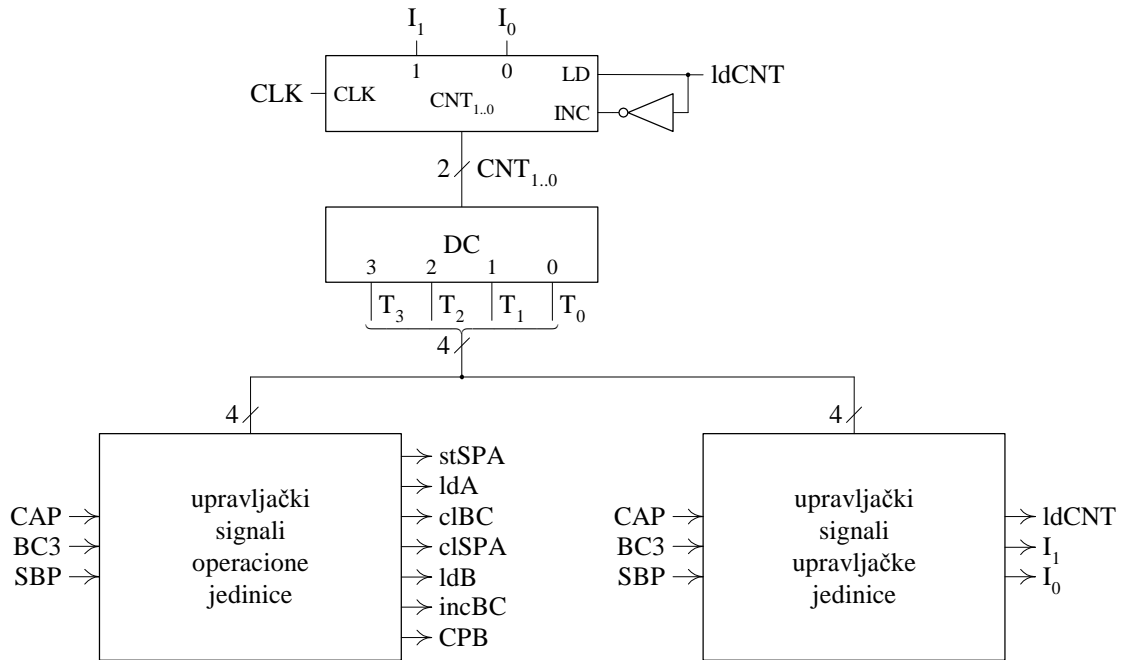 I₁ I₀
1 0 LD ldCNT
CLK CLK CNT₁..₀
INC
2 CNT₁..₀
DC
3 2 1 0
T₃ T₂ T₁ T₀
4
4 4
upravljački
signali
operacione
jedinice
CAP
BC3
SBP
stSPA
ldA
clBC
clSPA
ldB
incBC
CPB
upravljački
signali
upravljačke
jedinice
CAP
BC3
SBP
ldCNT
I₁
I₀